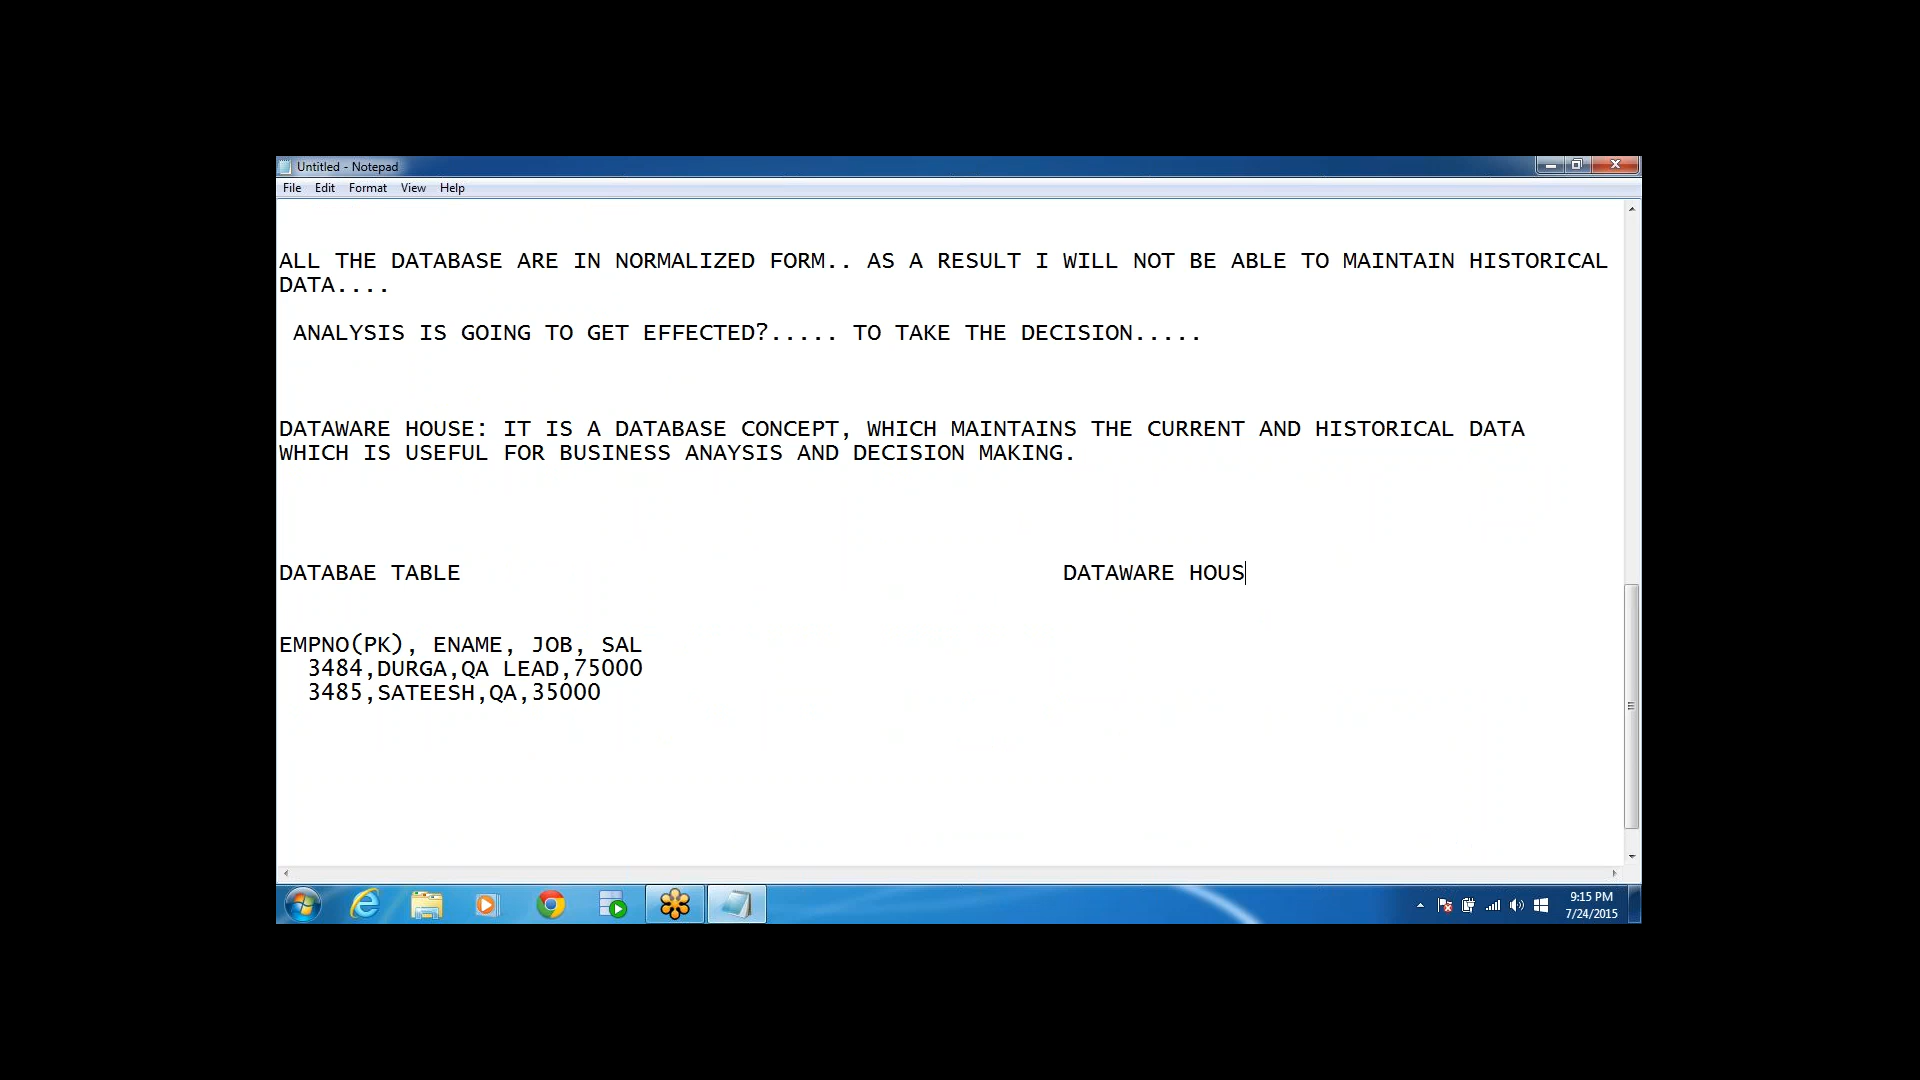 Untitled - Notepad
File Edit Format View Help
ALL THE DATABASE ARE IN NORMALIZED FORM.. AS A RESULT I WILL NOT BE ABLE TO MAINTAIN HISTORICAL
DATA....
ANALYSIS IS GOING TO GET EFFECTED?..... TO TAKE THE DECISION.....
DATAWARE HOUSE: IT IS A DATABASE CONCEPT, WHICH MAINTAINS THE CURRENT AND HISTORICAL DATA
WHICH IS USEFUL FOR BUSINESS ANAYSIS AND DECISION MAKING.
DATABAE TABLE DATAWARE HOUS
EMPNO(PK), ENAME, JOB, SAL
3484,DURGA,QA LEAD,75000
3485,SATEESH,QA,35000
9:15 PM
7/24/2015